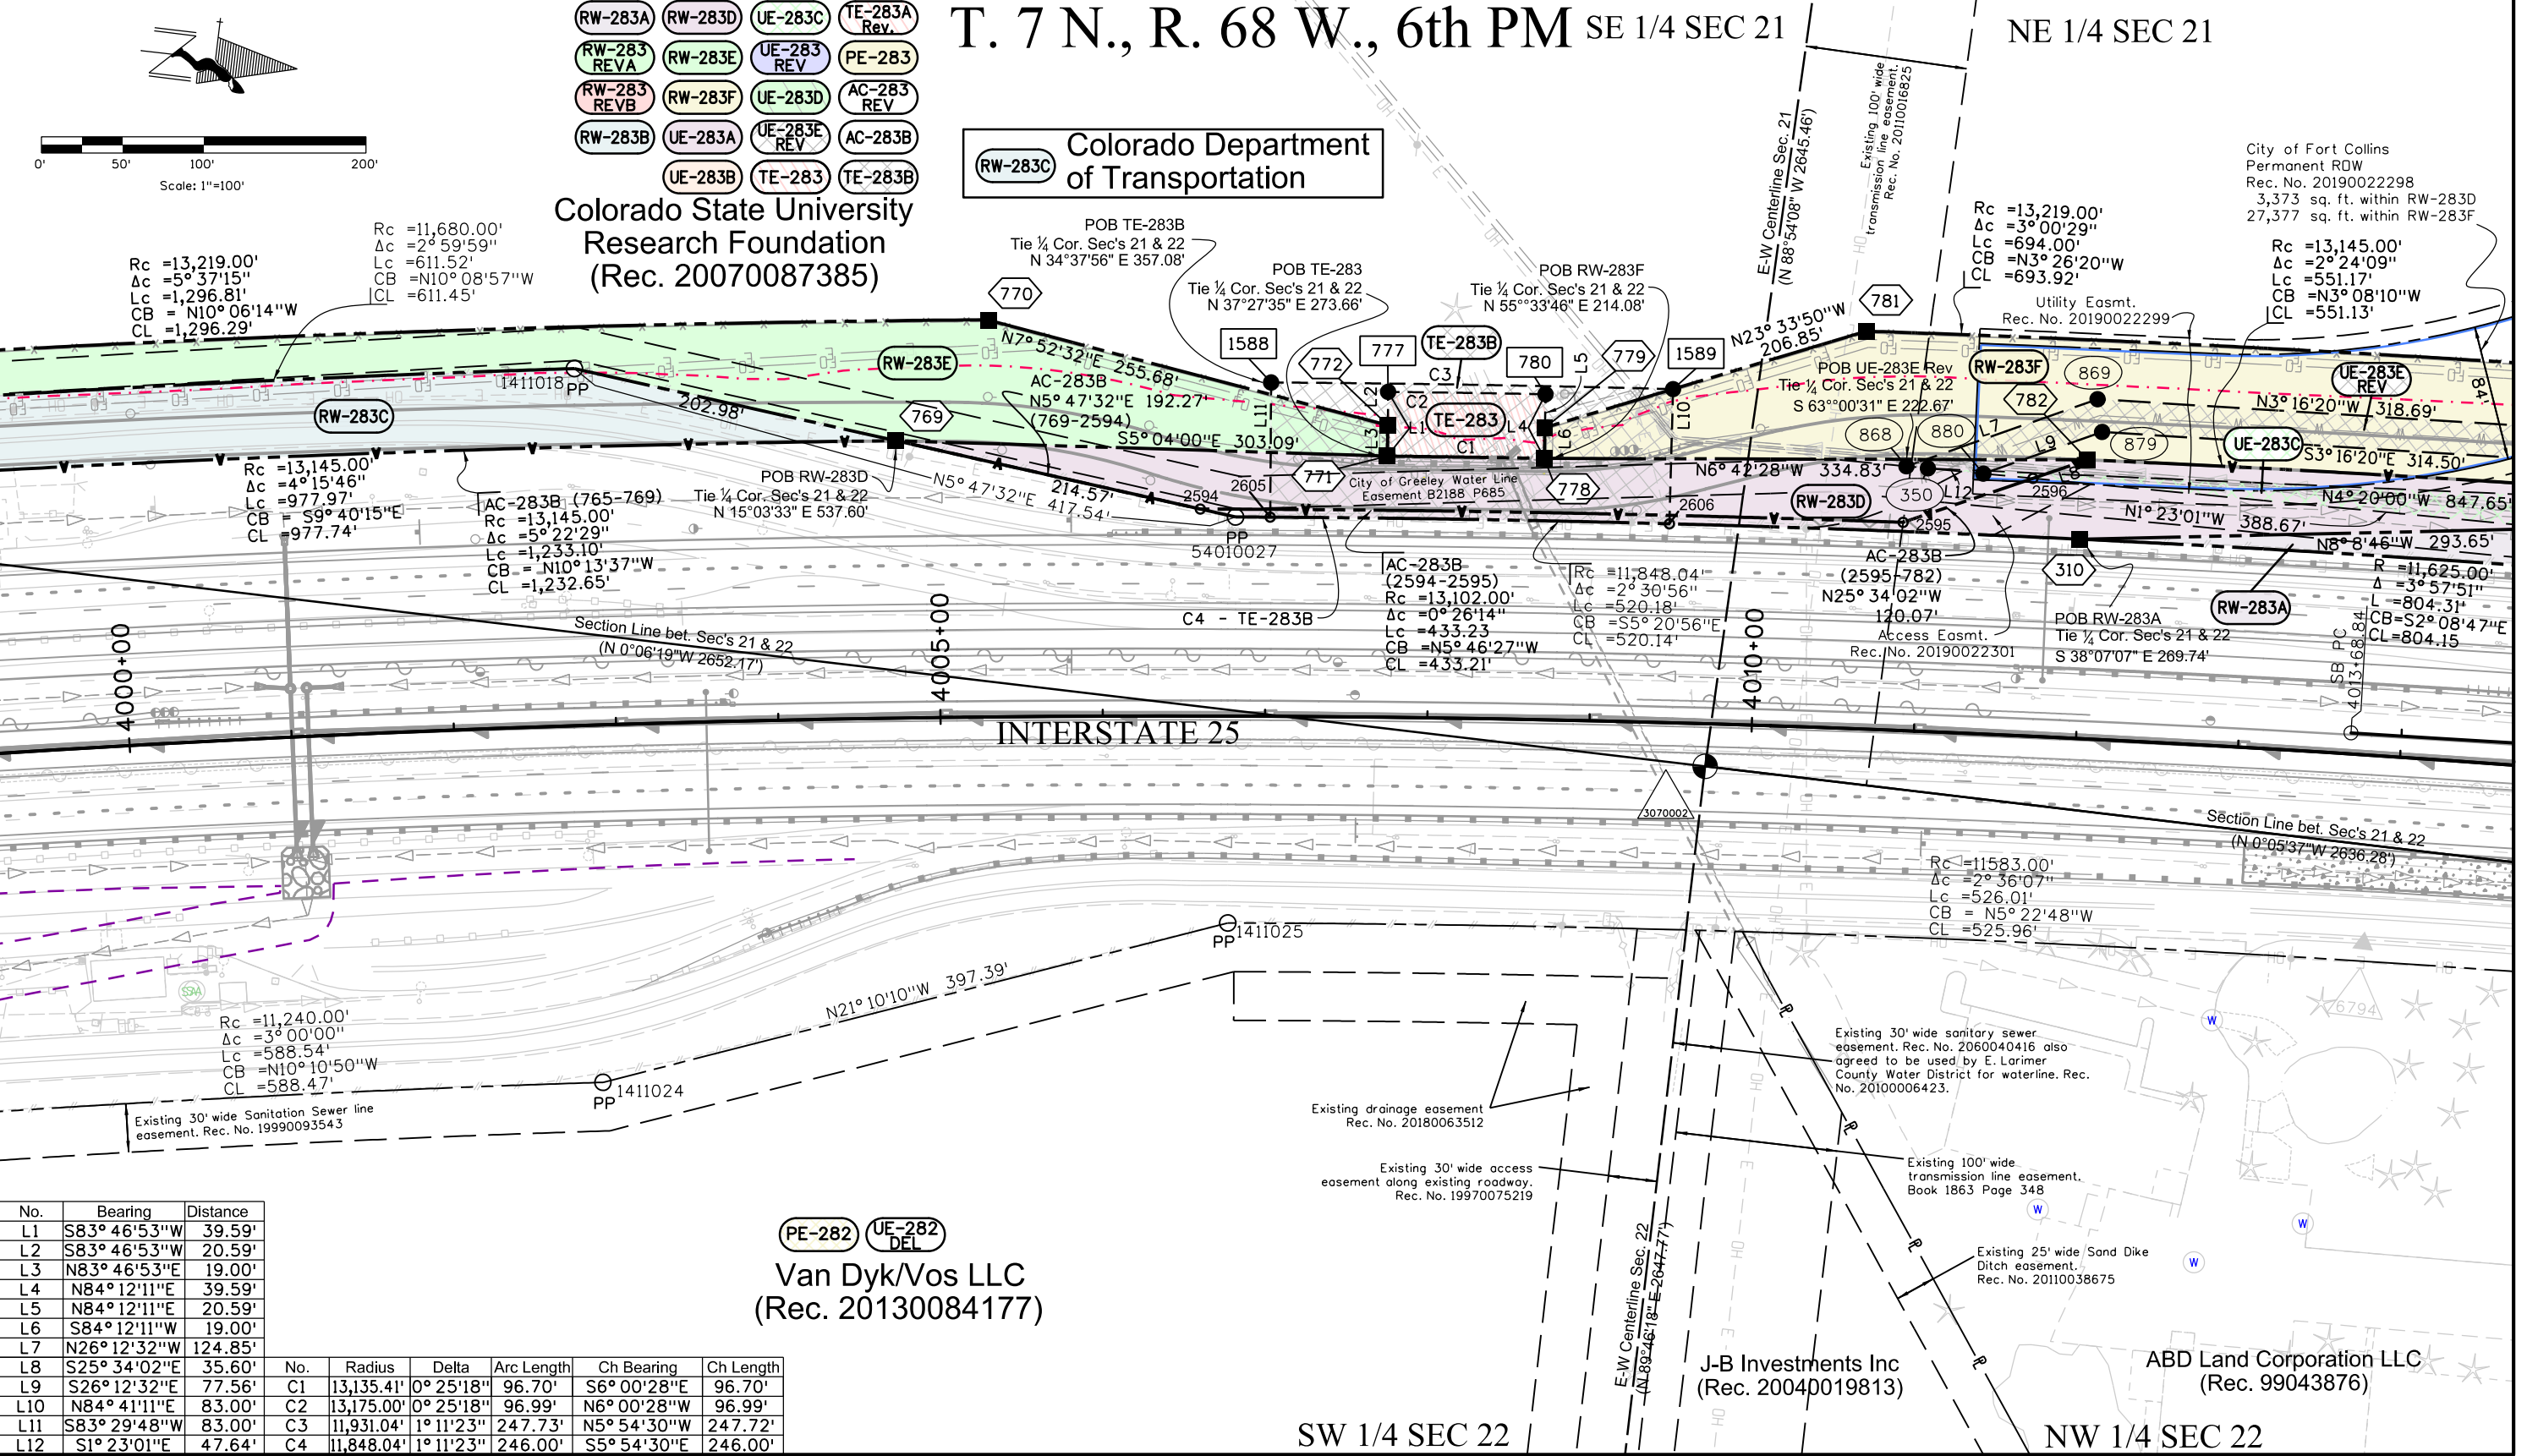 RW-283A
RW-283D
UE-283C
TE-283A
Rev.
RW-283
REVA
RW-283E
UE-283
REV
PE-283
RW-283
REVB
RW-283F
UE-283D
AC-283
REV
RW-283B
UE-283A
UE-283E
REV
AC-283B
UE-283B
TE-283
TE-283B
Colorado State University
Research Foundation
(Rec. 20070087385)
T. 7 N., R. 68 W., 6th PM
SE 1/4 SEC 21
NE 1/4 SEC 21
RW-283C
Colorado Department
of Transportation
0'
50'
100'
200'
Scale: 1"=100'
Rc =13,219.00'
Δc =5°37'15"
Lc =1,296.81'
CB = N10°06'14"W
CL =1,296.29'
Rc =11,680.00'
Δc =2°59'59"
Lc =611.52'
CB =N10°08'57"W
CL =611.45'
POB TE-283B
Tie ¼ Cor. Sec's 21 & 22
N 34°37'56" E 357.08'
POB TE-283
Tie ¼ Cor. Sec's 21 & 22
N 37°27'35" E 273.66'
POB RW-283F
Tie ¼ Cor. Sec's 21 & 22
N 55°°33'46" E 214.08'
E-W Centerline Sec. 21
(N 88°54'08" W 2645.46')
Existing 100' wide
transmission line easement.
Rec. No. 20110016825
City of Fort Collins
Permanent ROW
Rec. No. 20190022298
3,373 sq. ft. within RW-283D
27,377 sq. ft. within RW-283F
Rc =13,219.00'
Δc =3°00'29"
Lc =694.00'
CB =N3°26'20"W
CL =693.92'
Rc =13,145.00'
Δc =2°24'09"
Lc =551.17'
CB =N3°08'10"W
CL =551.13'
Utility Easmt.
Rec. No. 20190022299
770
781
1588
772
777
TE-283B
780
779
1589
L5
N23°33'50"W
206.85'
N7°52'32"E 255.68'
RW-283E
AC-283B
N5°47'32"E 192.27'
(769-2594)
C3
L2
C2
L1
TE-283
L4
L11
L3
C1
L6
L10
POB UE-283E Rev
Tie ¼ Cor. Sec's 21 & 22
S 63°00'31" E 222.67'
RW-283F
869
UE-283E
REV
84'
782
N3°16'20"W 318.69'
868
880
L7
L9
879
UE-283C
S3°16'20"E 314.50'
1411018
PP
202.98'
RW-283C
769
S5°04'00"E 303.09'
771
778
City of Greeley Water Line
Easement B2188 P685
N6°42'28"W 334.83'
RW-283D
350
L12
L8
2596
N4°20'00"W 847.65'
N1°23'01"W 388.67'
N8°8'46"W 293.65'
POB RW-283D
Tie ¼ Cor. Sec's 21 & 22
N 15°03'33" E 537.60'
N5°47'32"E 417.54'
214.57'
2594
2605
2606
2595
PP
54010027
Rc =13,145.00'
Δc =4°15'46"
Lc =977.97'
CB = S9°40'15"E
CL =977.74'
AC-283B (765-769)
Rc =13,145.00'
Δc =5°22'29"
Lc =1,233.10'
CB = N10°13'37"W
CL =1,232.65'
C4 - TE-283B
AC-283B
(2594-2595)
Rc =13,102.00'
Δc =0°26'14"
Lc =433.23
CB =N5°46'27"W
CL =433.21'
Rc =11,848.04'
Δc =2°30'56"
Lc =520.18'
CB =S5°20'56"E
CL =520.14'
AC-283B
(2595-782)
N25°34'02"W
120.07'
Access Easmt.
Rec. No. 20190022301
310
POB RW-283A
Tie ¼ Cor. Sec's 21 & 22
S 38°07'07" E 269.74'
RW-283A
R =11,625.00'
Δ =3°57'51"
L =804.31'
CB=S2°08'47"E
CL=804.15
SB PC
4013+68.84
4000+00
4005+00
4010+00
Section Line bet. Sec's 21 & 22
(N 0°06'19"W 2652.17')
INTERSTATE 25
3070002
Section Line bet. Sec's 21 & 22
(N 0°05'37"W 2636.28')
Rc =11583.00'
Δc =2°36'07"
Lc =526.01'
CB = N5°22'48"W
CL =525.96'
PP
1411025
N21°10'10"W 397.39'
PP
1411024
Rc =11,240.00'
Δc =3°00'00"
Lc =588.54'
CB =N10°10'50"W
CL =588.47'
Existing 30' wide Sanitation Sewer line
easement. Rec. No. 19990093543
Existing 30' wide sanitary sewer
easement. Rec. No. 2060040416 also
agreed to be used by E. Larimer
County Water District for waterline. Rec.
No. 20100006423.
6794
W
Existing drainage easement
Rec. No. 20180063512
Existing 30' wide access
easement along existing roadway.
Rec. No. 19970075219
Existing 100' wide
transmission line easement.
Book 1863 Page 348
W
W
W
Existing 25' wide Sand Dike
Ditch easement.
Rec. No. 20110038675
E-W Centerline Sec. 22
(N 89°46'18" E 2647.77')
PE-282
UE-282
DEL
Van Dyk/Vos LLC
(Rec. 20130084177)
J-B Investments Inc
(Rec. 20040019813)
ABD Land Corporation LLC
(Rec. 99043876)
SW 1/4 SEC 22
NW 1/4 SEC 22
No. Bearing Distance
L1 S83°46'53"W 39.59'
L2 S83°46'53"W 20.59'
L3 N83°46'53"E 19.00'
L4 N84°12'11"E 39.59'
L5 N84°12'11"E 20.59'
L6 S84°12'11"W 19.00'
L7 N26°12'32"W 124.85'
L8 S25°34'02"E 35.60'
L9 S26°12'32"E 77.56'
L10 N84°41'11"E 83.00'
L11 S83°29'48"W 83.00'
L12 S1°23'01"E 47.64'
No. Radius Delta Arc Length Ch Bearing Ch Length
C1 13,135.41' 0°25'18" 96.70' S6°00'28"E 96.70'
C2 13,175.00' 0°25'18" 96.99' N6°00'28"W 96.99'
C3 11,931.04' 1°11'23" 247.73' N5°54'30"W 247.72'
C4 11,848.04' 1°11'23" 246.00' S5°54'30"E 246.00'